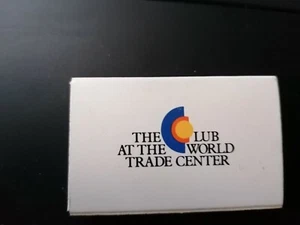 THE CLUB
AT THE WORLD
TRADE CENTER